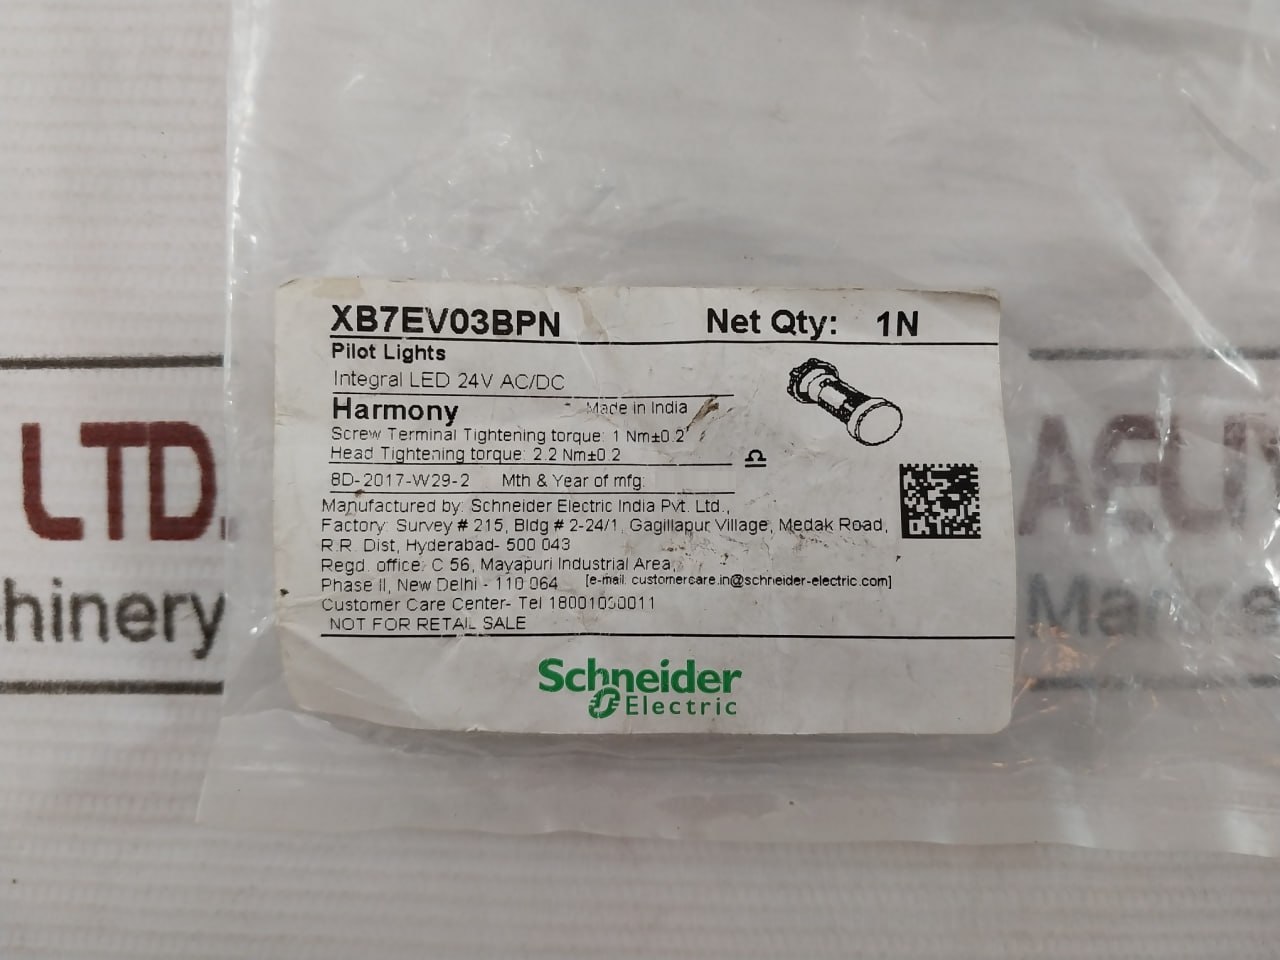 XB7EV03BPN Net Qty: 1N
Pilot Lights
Integral LED 24V AC/DC
Harmony Made in India
Screw Terminal Tightening torque: 1 Nm±0.2
Head Tightening torque: 2.2 Nm±0.2
8D-2017-W29-2 Mth & Year of mfg:
Manufactured by: Schneider Electric India Pvt. Ltd.,
Factory: Survey # 215, Bldg # 2-24/1, Gagillapur Village, Medak Road,
R.R. Dist, Hyderabad- 500 043
Regd. office: C 56, Mayapuri Industrial Area,
Phase II, New Delhi - 110 064 [e-mail: customercare.in@schneider-electric.com]
Customer Care Center- Tel 18001030011
NOT FOR RETAIL SALE
Schneider
Electric
LTD.
hinery